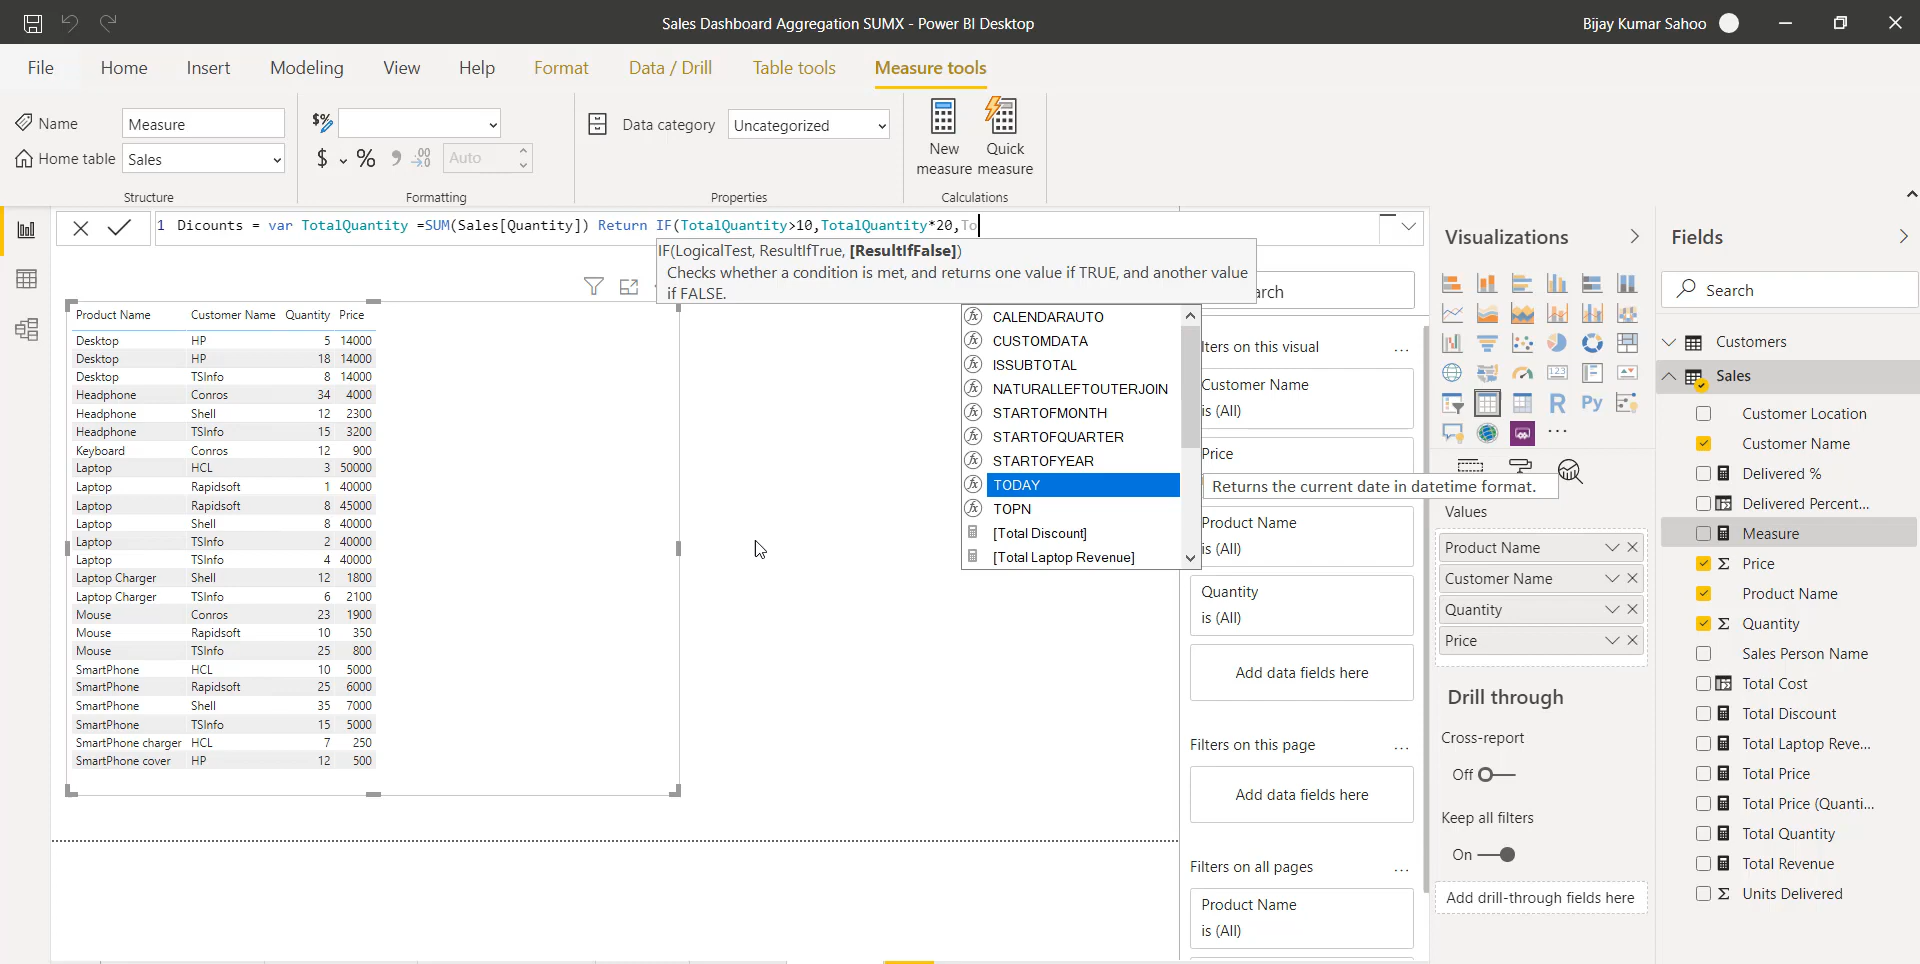 Sales Dashboard Aggregation SUMX - Power BI Desktop
Bijay Kumar Sahoo
File Home Insert Modeling View Help Format Data / Drill Table tools Measure tools
Name Measure
Home table Sales
Structure
$ % Auto
Formatting
Data category Uncategorized
Properties
New measure
Quick measure
Calculations
1 Dicounts = var TotalQuantity =SUM(Sales[Quantity]) Return IF(TotalQuantity>10,TotalQuantity*20,To
IF(LogicalTest, ResultIfTrue, [ResultIfFalse])
Checks whether a condition is met, and returns one value if TRUE, and another value
if FALSE.
CALENDARAUTO
CUSTOMDATA
ISSUBTOTAL
NATURALLEFTOUTERJOIN
STARTOFMONTH
STARTOFQUARTER
STARTOFYEAR
TODAY
TOPN
[Total Discount]
[Total Laptop Revenue]
Returns the current date in datetime format.
Product Name Customer Name Quantity Price
Desktop HP 5 14000
Desktop HP 18 14000
Desktop TSInfo 8 14000
Headphone Conros 34 4000
Headphone Shell 12 2300
Headphone TSInfo 15 3200
Keyboard Conros 12 900
Laptop HCL 3 50000
Laptop Rapidsoft 1 40000
Laptop Rapidsoft 8 45000
Laptop Shell 8 40000
Laptop TSInfo 2 40000
Laptop TSInfo 4 40000
Laptop Charger Shell 12 1800
Laptop Charger TSInfo 6 2100
Mouse Conros 23 1900
Mouse Rapidsoft 10 350
Mouse TSInfo 25 800
SmartPhone HCL 10 5000
SmartPhone Rapidsoft 25 6000
SmartPhone Shell 35 7000
SmartPhone TSInfo 15 5000
SmartPhone charger HCL 7 250
SmartPhone cover HP 12 500
arch
lters on this visual ...
Customer Name
is (All)
Price
Product Name
is (All)
Quantity
is (All)
Add data fields here
Filters on this page ...
Add data fields here
Filters on all pages ...
Product Name
is (All)
Visualizations
R Py ...
123
Values
Product Name
Customer Name
Quantity
Price
Drill through
Cross-report
Off
Keep all filters
On
Add drill-through fields here
Fields
Search
Customers
Sales
Customer Location
Customer Name
Delivered %
Delivered Percent...
Measure
Σ Price
Product Name
Σ Quantity
Sales Person Name
Total Cost
Total Discount
Total Laptop Reve...
Total Price
Total Price (Quanti...
Total Quantity
Total Revenue
Σ Units Delivered